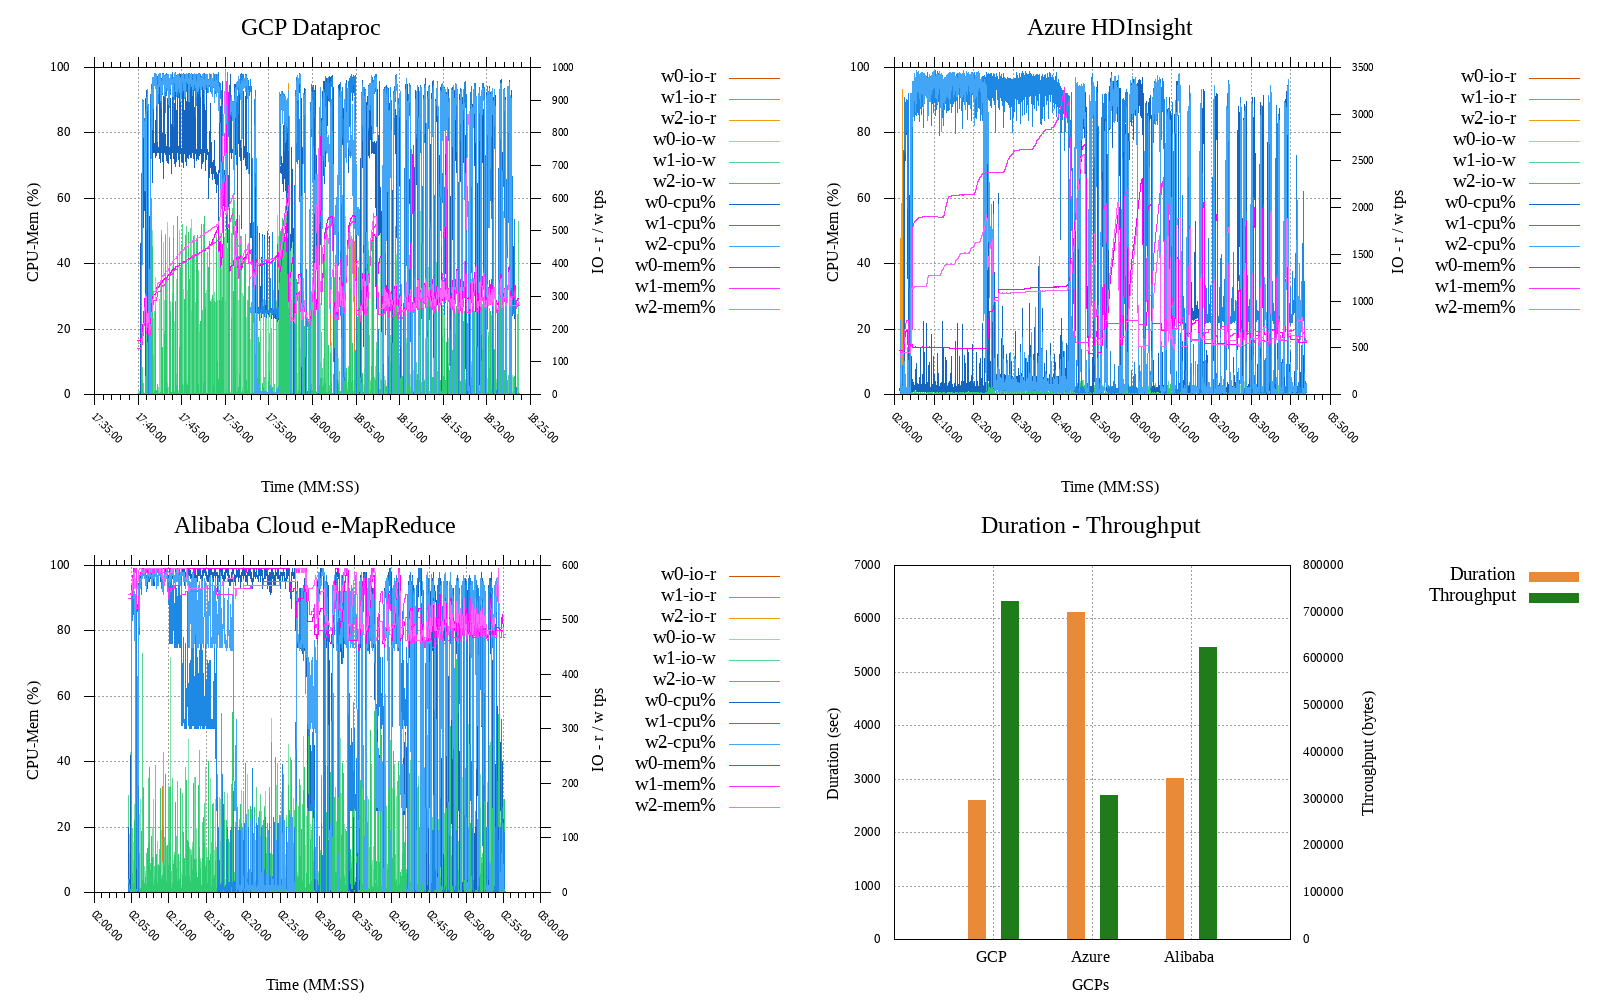 GCP Dataproc
100
80
60
40
20
0
CPU-Mem (%)
1000
900
800
700
600
500
400
300
200
100
0
IO - r / w tps
17:35:00
17:40:00
17:45:00
17:50:00
17:55:00
18:00:00
18:05:00
18:10:00
18:15:00
18:20:00
18:25:00
Time (MM:SS)
w0-io-r
w1-io-r
w2-io-r
w0-io-w
w1-io-w
w2-io-w
w0-cpu%
w1-cpu%
w2-cpu%
w0-mem%
w1-mem%
w2-mem%
Azure HDInsight
100
80
60
40
20
0
CPU-Mem (%)
3500
3000
2500
2000
1500
1000
500
0
IO - r / w tps
02:00:00
02:10:00
02:20:00
02:30:00
02:40:00
02:50:00
03:00:00
03:10:00
03:20:00
03:30:00
03:40:00
03:50:00
Time (MM:SS)
w0-io-r
w1-io-r
w2-io-r
w0-io-w
w1-io-w
w2-io-w
w0-cpu%
w1-cpu%
w2-cpu%
w0-mem%
w1-mem%
w2-mem%
Alibaba Cloud e-MapReduce
100
80
60
40
20
0
CPU-Mem (%)
600
500
400
300
200
100
0
IO - r / w tps
02:00:00
02:05:00
02:10:00
02:15:00
02:20:00
02:25:00
02:30:00
02:35:00
02:40:00
02:45:00
02:50:00
02:55:00
03:00:00
Time (MM:SS)
w0-io-r
w1-io-r
w2-io-r
w0-io-w
w1-io-w
w2-io-w
w0-cpu%
w1-cpu%
w2-cpu%
w0-mem%
w1-mem%
w2-mem%
Duration - Throughput
7000
6000
5000
4000
3000
2000
1000
0
Duration (sec)
800000
700000
600000
500000
400000
300000
200000
100000
0
Throughput (bytes)
GCP
Azure
Alibaba
GCPs
Duration
Throughput